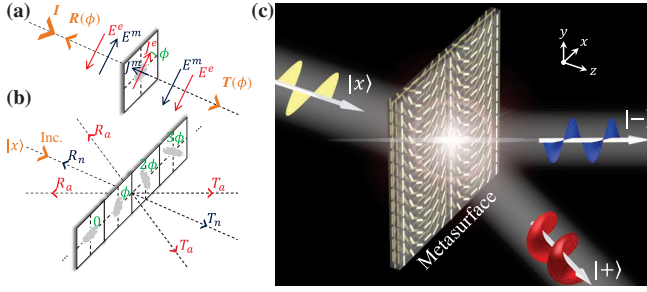 (a)
I
R(ϕ)
E^e
E^m
J^e
ϕ
J^m
E^m
E^e
T(ϕ)
(b)
|x⟩
Inc.
R_a
R_n
R_a
0
ϕ
2ϕ
3ϕ
T_a
T_n
T_a
(c)
|x⟩
y
x
z
|−⟩
Metasurface
|+⟩